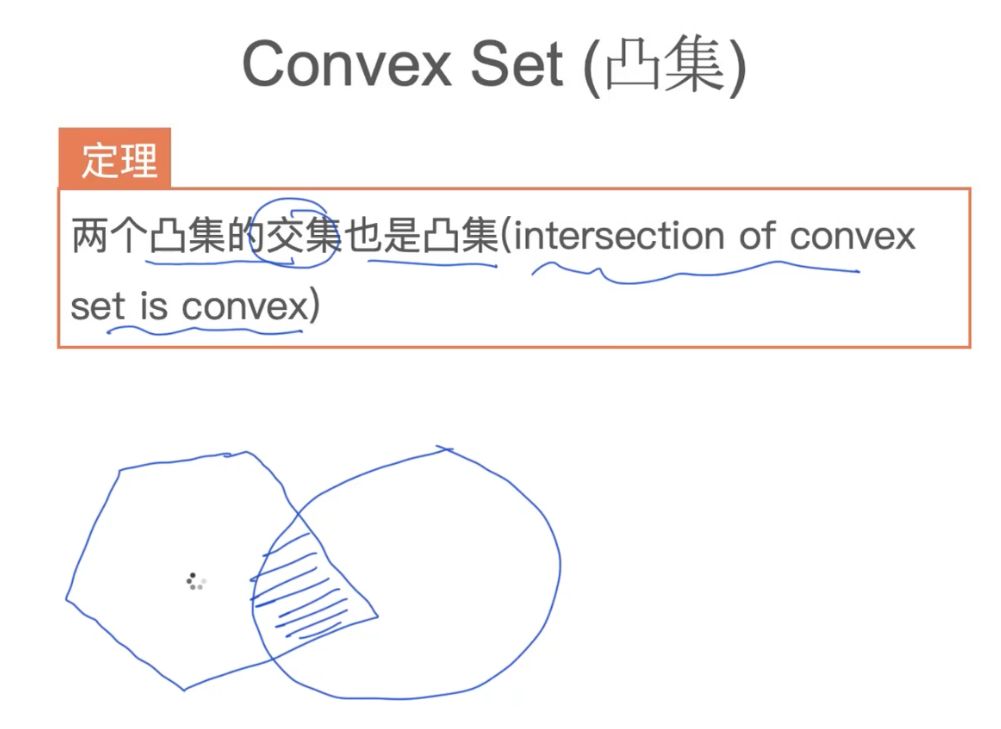 Convex Set (凸集)
定理
两个凸集的交集也是凸集(intersection of convex
set is convex)